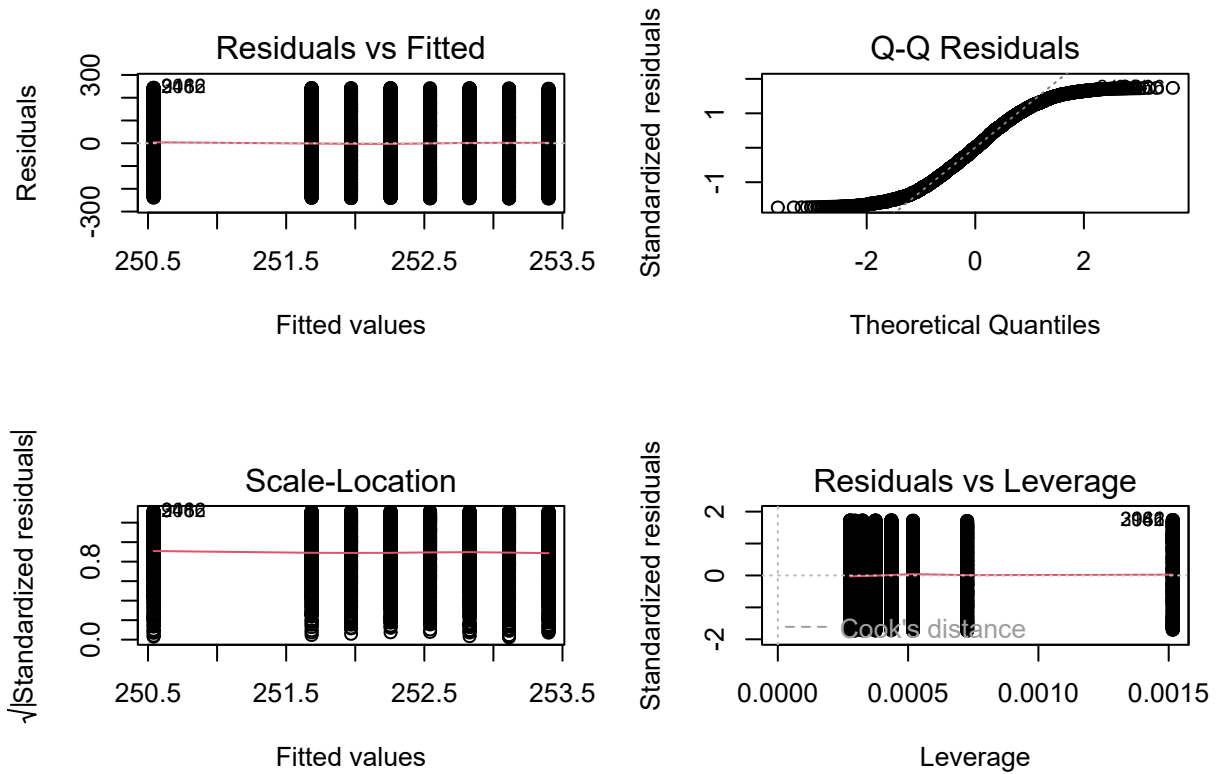 Residuals vs Fitted
Residuals
300
0
-300
250.5 251.5 252.5 253.5
Fitted values
Q-Q Residuals
Standardized residuals
1
-1
-2 0 2
Theoretical Quantiles
Scale-Location
√|Standardized residuals|
0.8
0.0
250.5 251.5 252.5 253.5
Fitted values
Residuals vs Leverage
Standardized residuals
2
0
-2
Cook's distance
0.0000 0.0005 0.0010 0.0015
Leverage